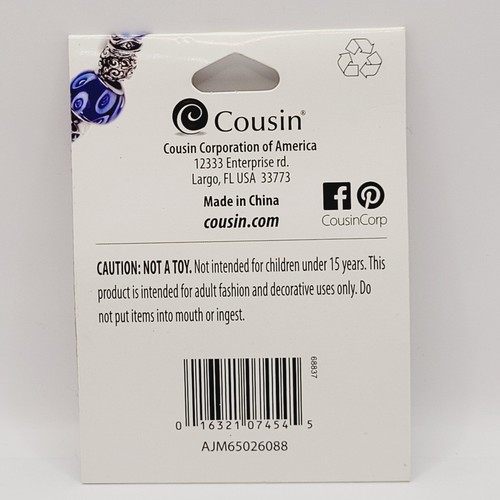 Cousin®
Cousin Corporation of America
12333 Enterprise rd.
Largo, FL USA 33773
Made in China
cousin.com
CousinCorp
CAUTION: NOT A TOY. Not intended for children under 15 years. This
product is intended for adult fashion and decorative uses only. Do
not put items into mouth or ingest.
68837
0 16321 07454 5
AJM65026088